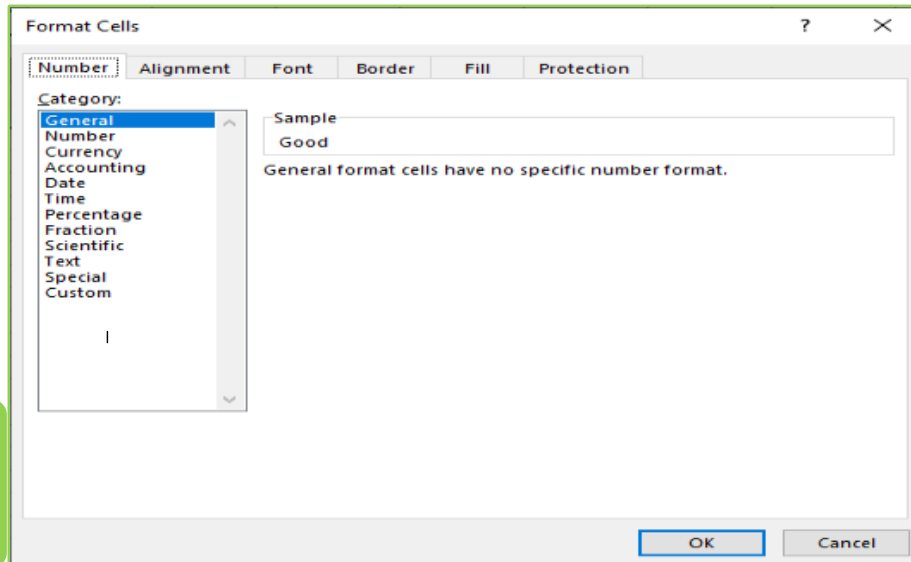 Format Cells ?
Number Alignment Font Border Fill Protection
Category:
General
Number
Currency
Accounting
Date
Time
Percentage
Fraction
Scientific
Text
Special
Custom
Sample
Good
General format cells have no specific number format.
OK Cancel